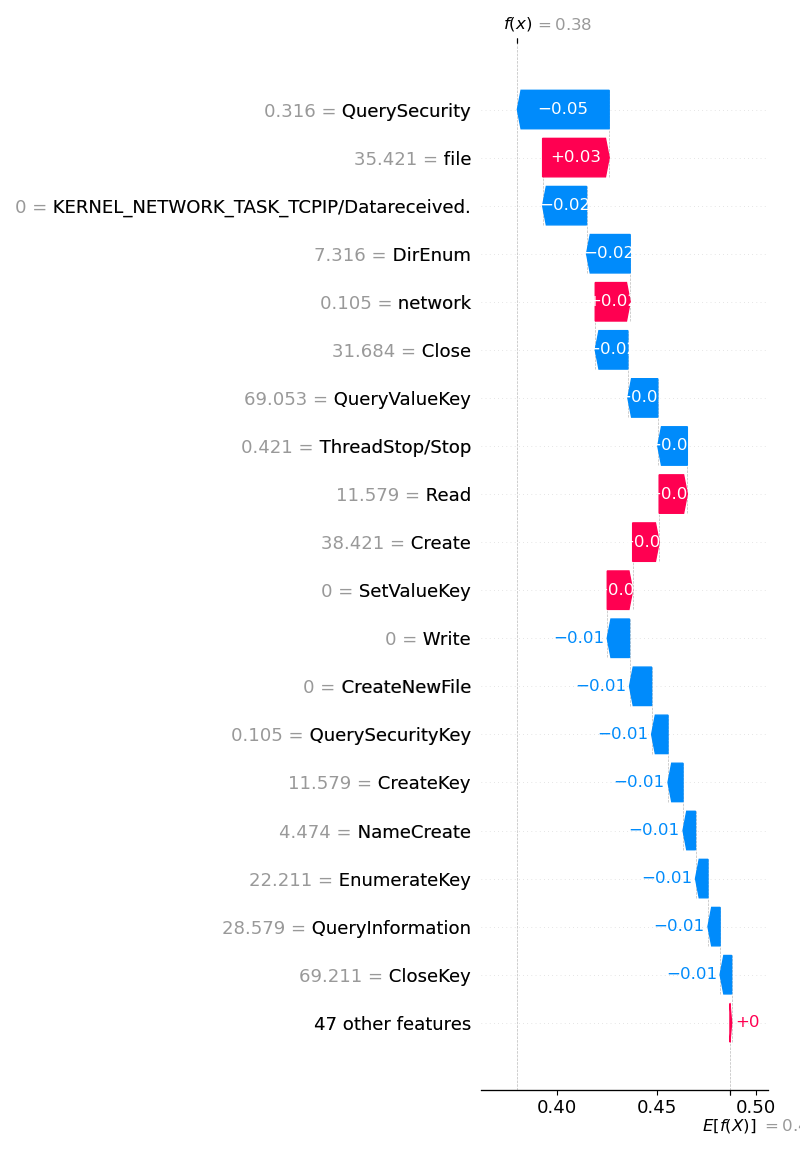 f(x) = 0.38
0.316 = QuerySecurity −0.05
35.421 = file +0.03
0 = KERNEL_NETWORK_TASK_TCPIP/Datareceived. −0.02
7.316 = DirEnum −0.02
0.105 = network
31.684 = Close
69.053 = QueryValueKey
0.421 = ThreadStop/Stop
11.579 = Read
38.421 = Create
0 = SetValueKey
0 = Write −0.01
0 = CreateNewFile −0.01
0.105 = QuerySecurityKey −0.01
11.579 = CreateKey −0.01
4.474 = NameCreate −0.01
22.211 = EnumerateKey −0.01
28.579 = QueryInformation −0.01
69.211 = CloseKey −0.01
47 other features +0
0.40 0.45 0.50
E[f(X)] = 0.4